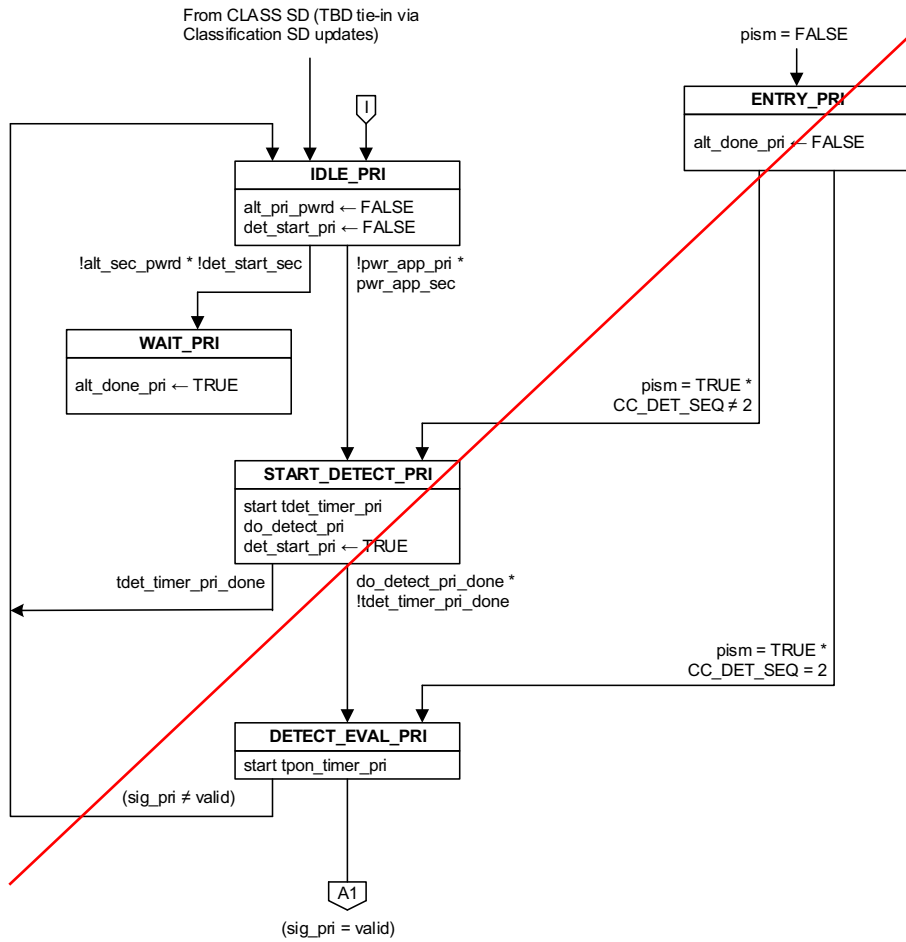 From CLASS SD (TBD tie-in via
Classification SD updates)
pism = FALSE
I
ENTRY_PRI
alt_done_pri ← FALSE
IDLE_PRI
alt_pri_pwrd ← FALSE
det_start_pri ← FALSE
!alt_sec_pwrd * !det_start_sec
!pwr_app_pri *
pwr_app_sec
WAIT_PRI
alt_done_pri ← TRUE
pism = TRUE *
CC_DET_SEQ ≠ 2
START_DETECT_PRI
start tdet_timer_pri
do_detect_pri
det_start_pri ← TRUE
tdet_timer_pri_done
do_detect_pri_done *
!tdet_timer_pri_done
pism = TRUE *
CC_DET_SEQ = 2
DETECT_EVAL_PRI
start tpon_timer_pri
(sig_pri ≠ valid)
A1
(sig_pri = valid)